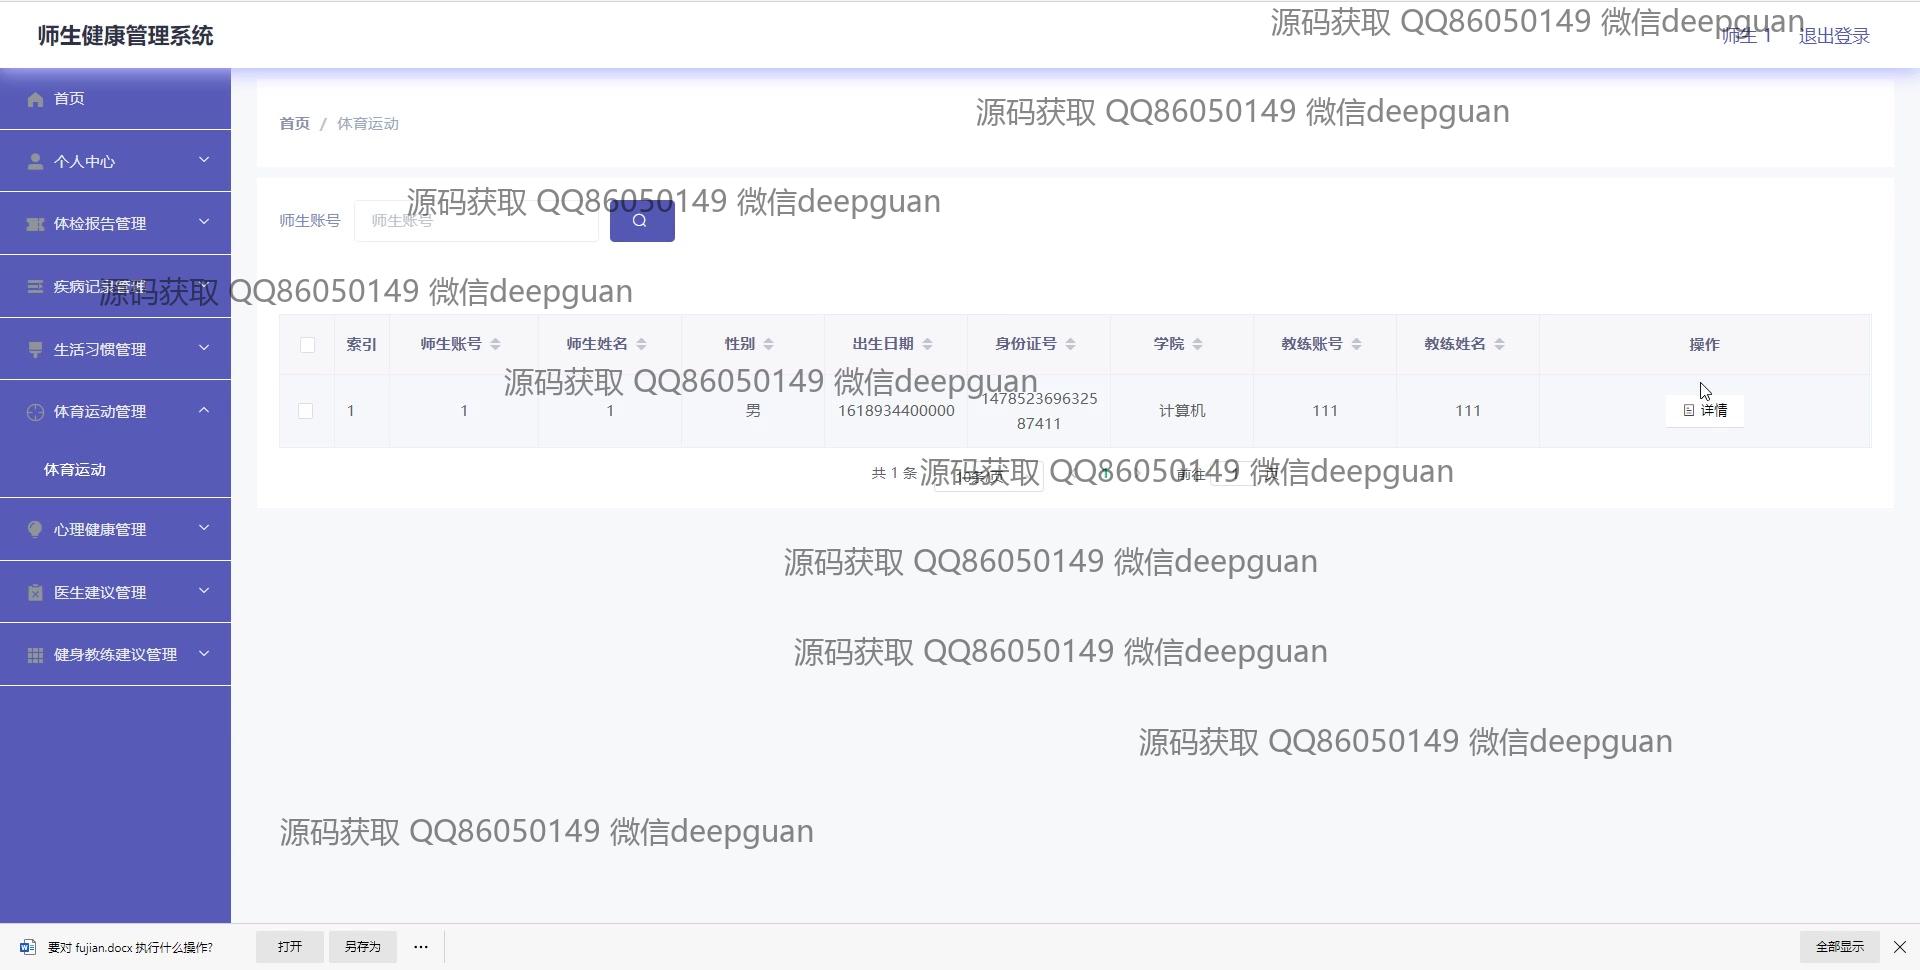 源码获取 QQ86050149 微信deepguan
师生健康管理系统
师生 1 退出登录
首页
个人中心
体检报告管理
疾病记录管理
生活习惯管理
体育运动管理
体育运动
心理健康管理
医生建议管理
健身教练建议管理
首页 / 体育运动
源码获取 QQ86050149 微信deepguan
源码获取 QQ86050149 微信deepguan
师生账号 师生账号
源码获取 QQ86050149 微信deepguan
索引 师生账号 师生姓名 性别 出生日期 身份证号 学院 教练账号 教练姓名 操作
源码获取 QQ86050149 微信deepguan
1 1 1 男 1618934400000 1478523696325 计算机 111 111 详情
87411
共 1 条 10条/页 1 前往 1 页
源码获取 QQ86050149 微信deepguan
源码获取 QQ86050149 微信deepguan
源码获取 QQ86050149 微信deepguan
源码获取 QQ86050149 微信deepguan
源码获取 QQ86050149 微信deepguan
要对 fujian.docx 执行什么操作? 打开 另存为 ··· 全部显示